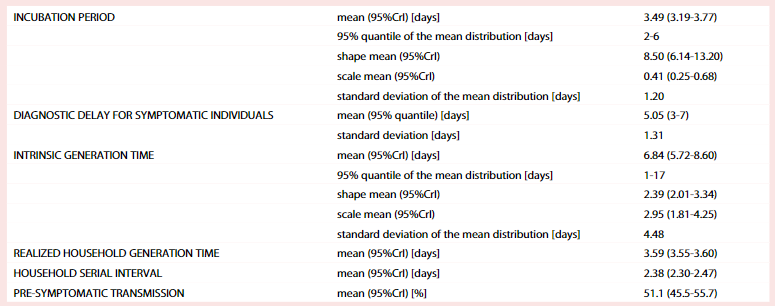 INCUBATION PERIOD mean (95%CrI) [days] 3.49 (3.19-3.77)
95% quantile of the mean distribution [days] 2-6
shape mean (95%CrI) 8.50 (6.14-13.20)
scale mean (95%CrI) 0.41 (0.25-0.68)
standard deviation of the mean distribution [days] 1.20
DIAGNOSTIC DELAY FOR SYMPTOMATIC INDIVIDUALS mean (95% quantile) [days] 5.05 (3-7)
standard deviation [days] 1.31
INTRINSIC GENERATION TIME mean (95%CrI) [days] 6.84 (5.72-8.60)
95% quantile of the mean distribution [days] 1-17
shape mean (95%CrI) 2.39 (2.01-3.34)
scale mean (95%CrI) 2.95 (1.81-4.25)
standard deviation of the mean distribution [days] 4.48
REALIZED HOUSEHOLD GENERATION TIME mean (95%CrI) [days] 3.59 (3.55-3.60)
HOUSEHOLD SERIAL INTERVAL mean (95%CrI) [days] 2.38 (2.30-2.47)
PRE-SYMPTOMATIC TRANSMISSION mean (95%CrI) [%] 51.1 (45.5-55.7)